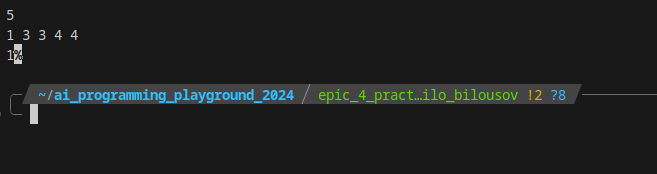 5
1 3 3 4 4
1%
~/ai_programming_playground_2024 / epic_4_pract…ilo_bilousov !2 ?8